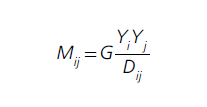 M_ij = G Y_i Y_j / D_ij